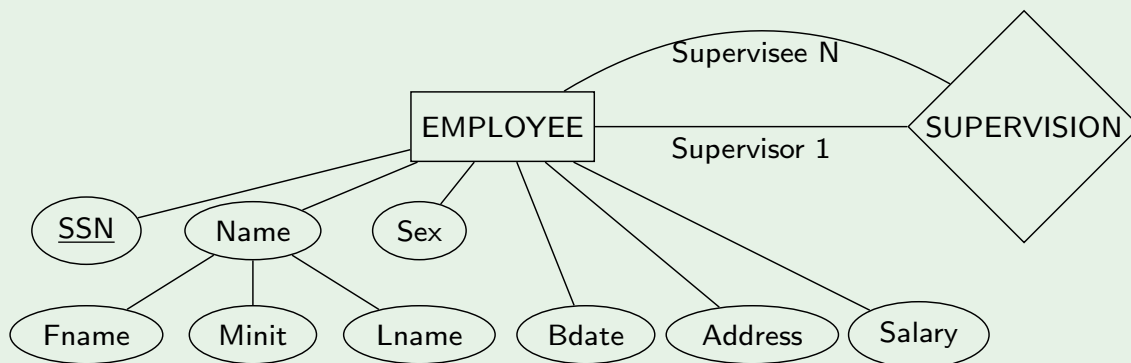 Supervisee N
EMPLOYEE
SUPERVISION
Supervisor 1
SSN
Name
Sex
Fname
Minit
Lname
Bdate
Address
Salary